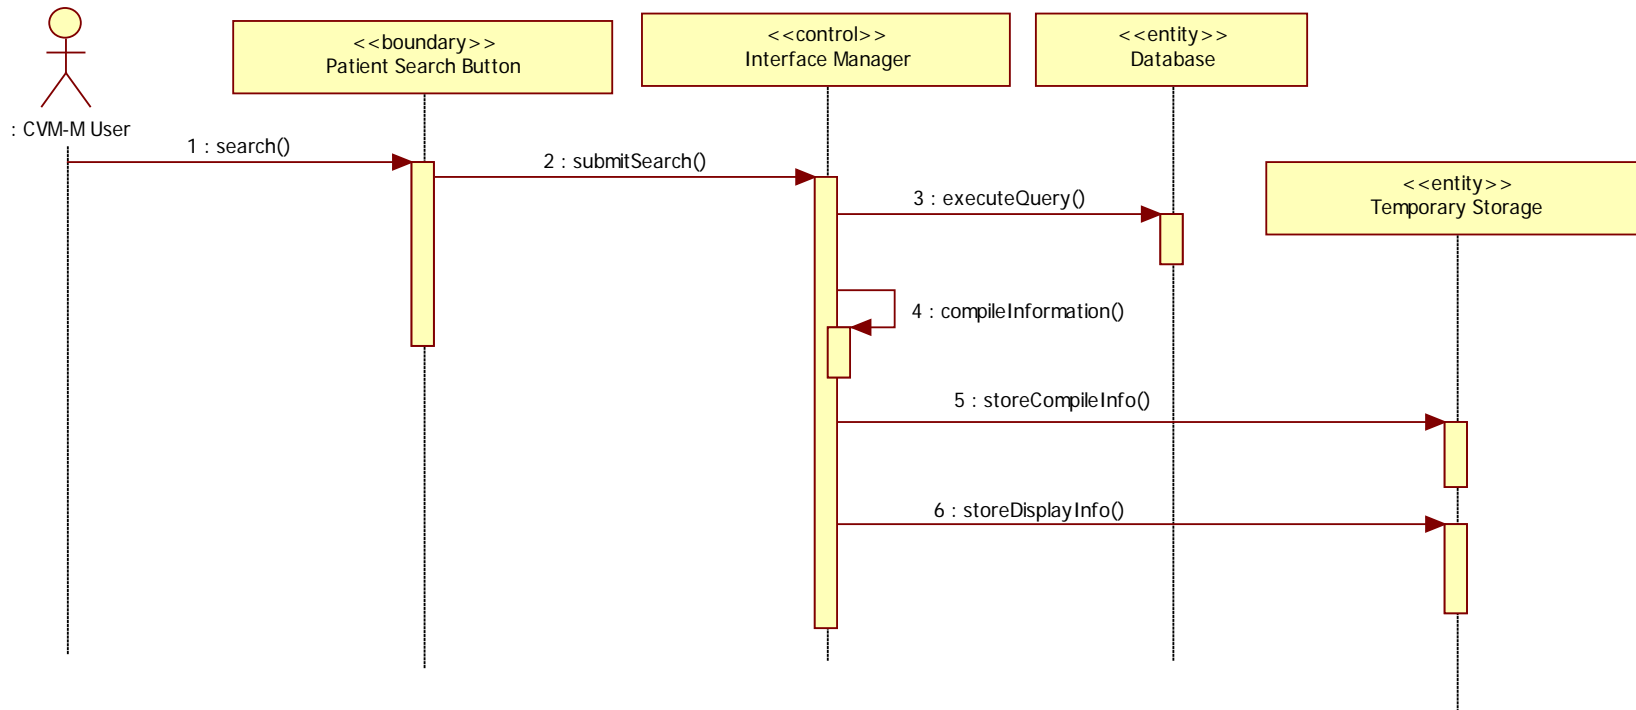 <<boundary>>
Patient Search Button
<<control>>
Interface Manager
<<entity>>
Database
: CVM-M User
1 : search()
2 : submitSearch()
3 : executeQuery()
<<entity>>
Temporary Storage
4 : compileInformation()
5 : storeCompileInfo()
6 : storeDisplayInfo()